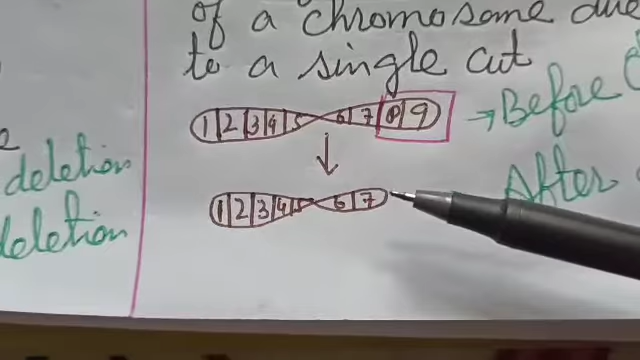 of a chromosome due
to a single cut
1 2 3 4 5 6 7 8 9 → Before
deletion
1 2 3 4 5 6 7 After
deletion